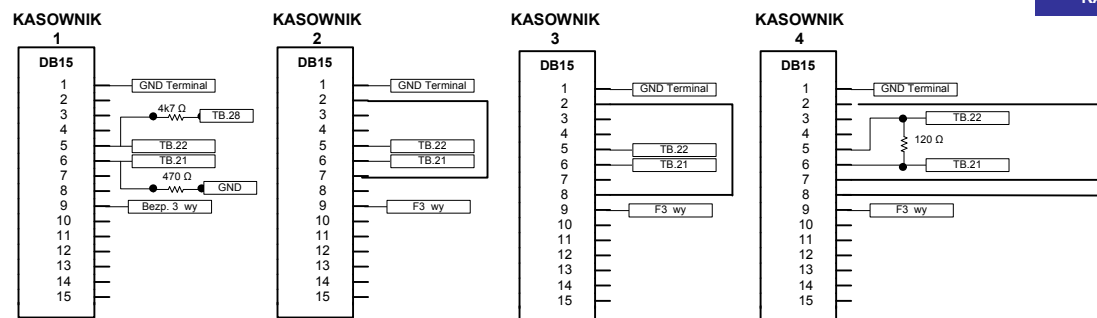 KASOWNIK
1
DB15
1 GND Terminal
2
3 4k7 Ω TB.28
4
5 TB.22
6 TB.21
7 470 Ω
8 GND
9 Bezp. 3 wy
10
11
12
13
14
15
KASOWNIK
2
DB15
1 GND Terminal
2
3
4
5 TB.22
6 TB.21
7
8
9 F3 wy
10
11
12
13
14
15
KASOWNIK
3
DB15
1 GND Terminal
2
3
4
5 TB.22
6 TB.21
7
8
9 F3 wy
10
11
12
13
14
15
KASOWNIK
4
DB15
1 GND Terminal
2
3 TB.22
4
5 120 Ω
6 TB.21
7
8
9 F3 wy
10
11
12
13
14
15